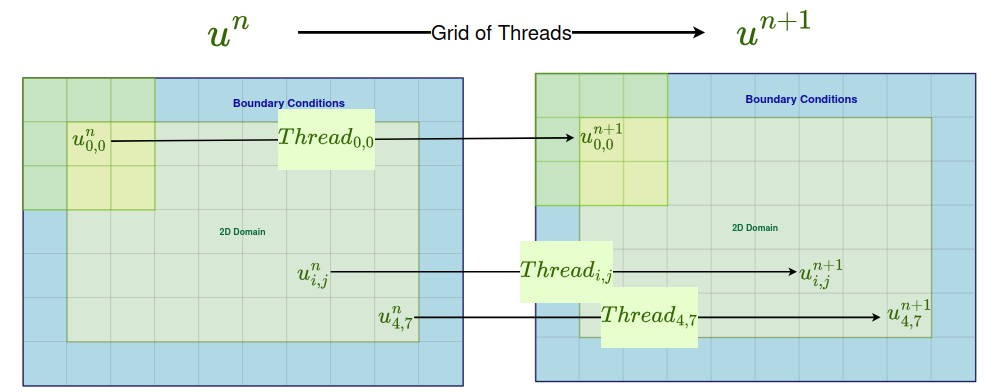 u^n Grid of Threads u^{n+1}
Boundary Conditions Boundary Conditions
u^n_{0,0} Thread_{0,0} u^{n+1}_{0,0}
2D Domain 2D Domain
u^n_{i,j} Thread_{i,j} u^{n+1}_{i,j}
u^n_{4,7} Thread_{4,7} u^{n+1}_{4,7}